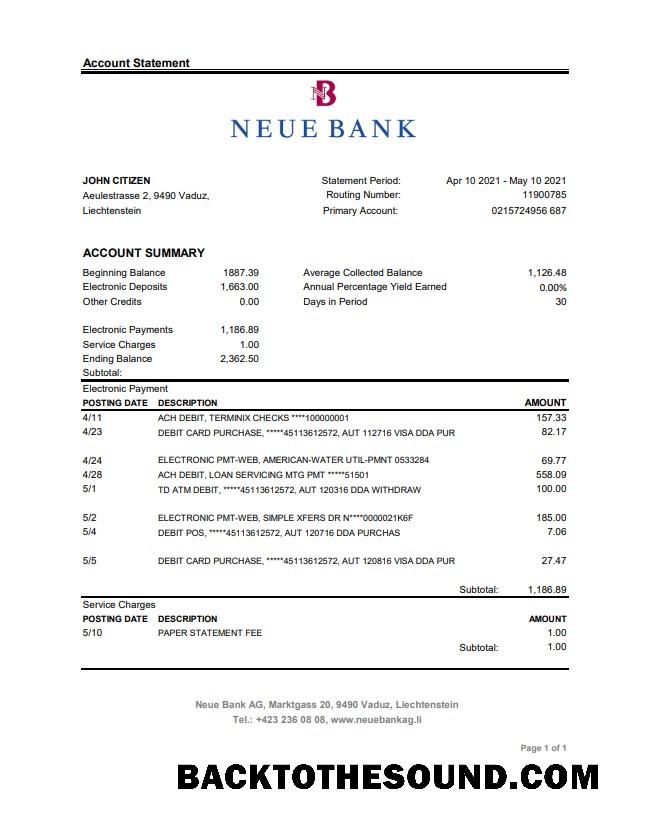 Account Statement
NB
NEUE BANK
JOHN CITIZEN
Aeulestrasse 2, 9490 Vaduz,
Liechtenstein
Statement Period: Apr 10 2021 - May 10 2021
Routing Number: 11900785
Primary Account: 0215724956 687
ACCOUNT SUMMARY
Beginning Balance 1887.39 Average Collected Balance 1,126.48
Electronic Deposits 1,663.00 Annual Percentage Yield Earned 0.00%
Other Credits 0.00 Days in Period 30
Electronic Payments 1,186.89
Service Charges 1.00
Ending Balance 2,362.50
Subtotal:
Electronic Payment
POSTING DATE DESCRIPTION AMOUNT
4/11 ACH DEBIT, TERMINIX CHECKS ****100000001 157.33
4/23 DEBIT CARD PURCHASE, *****45113612572, AUT 112716 VISA DDA PUR 82.17
4/24 ELECTRONIC PMT-WEB, AMERICAN-WATER UTIL-PMNT 0533284 69.77
4/28 ACH DEBIT, LOAN SERVICING MTG PMT *****51501 558.09
5/1 TD ATM DEBIT, *****45113612572, AUT 120316 DDA WITHDRAW 100.00
5/2 ELECTRONIC PMT-WEB, SIMPLE XFERS DR N****0000021K6F 185.00
5/4 DEBIT POS, *****45113612572, AUT 120716 DDA PURCHAS 7.06
5/5 DEBIT CARD PURCHASE, *****45113612572, AUT 120816 VISA DDA PUR 27.47
Subtotal: 1,186.89
Service Charges
POSTING DATE DESCRIPTION AMOUNT
5/10 PAPER STATEMENT FEE 1.00
Subtotal: 1.00
Neue Bank AG, Marktgass 20, 9490 Vaduz, Liechtenstein
Tel.: +423 236 08 08, www.neuebankag.li
Page 1 of 1
BACKTOTHESOUND.COM